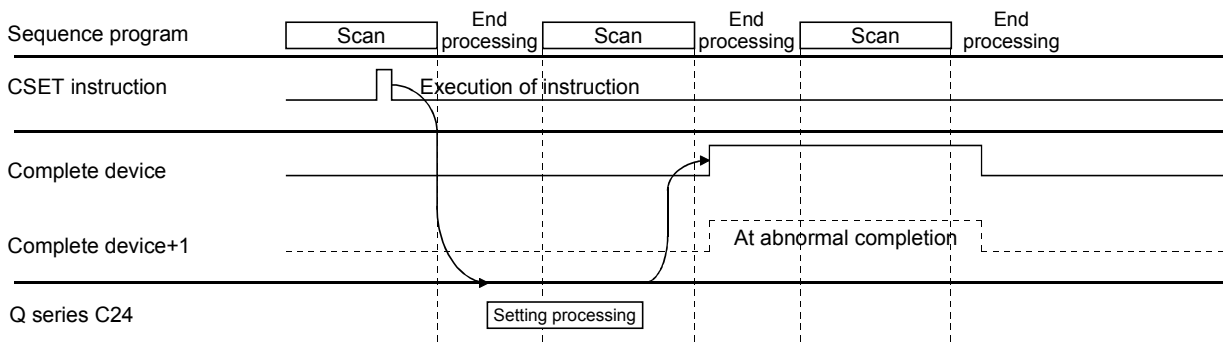 Sequence program
Scan
End
processing
Scan
End
processing
Scan
End
processing
CSET instruction
Execution of instruction
Complete device
Complete device+1
At abnormal completion
Q series C24
Setting processing